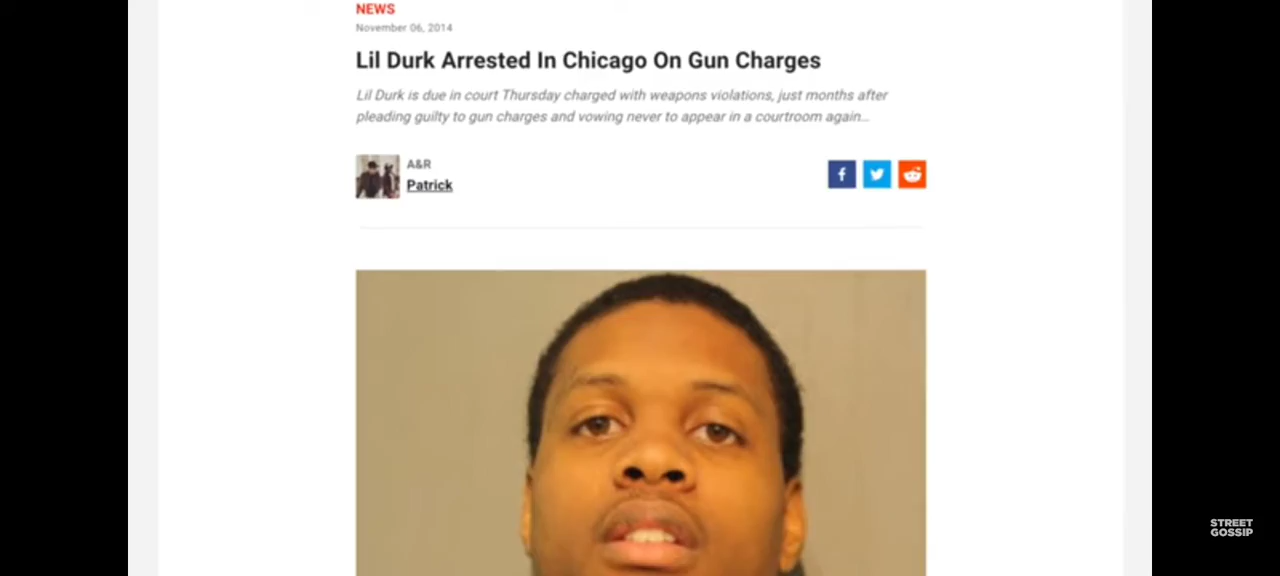 NEWS
November 06, 2014
Lil Durk Arrested In Chicago On Gun Charges
Lil Durk is due in court Thursday charged with weapons violations, just months after
pleading guilty to gun charges and vowing never to appear in a courtroom again...
A&R
Patrick
STREET
GOSSIP